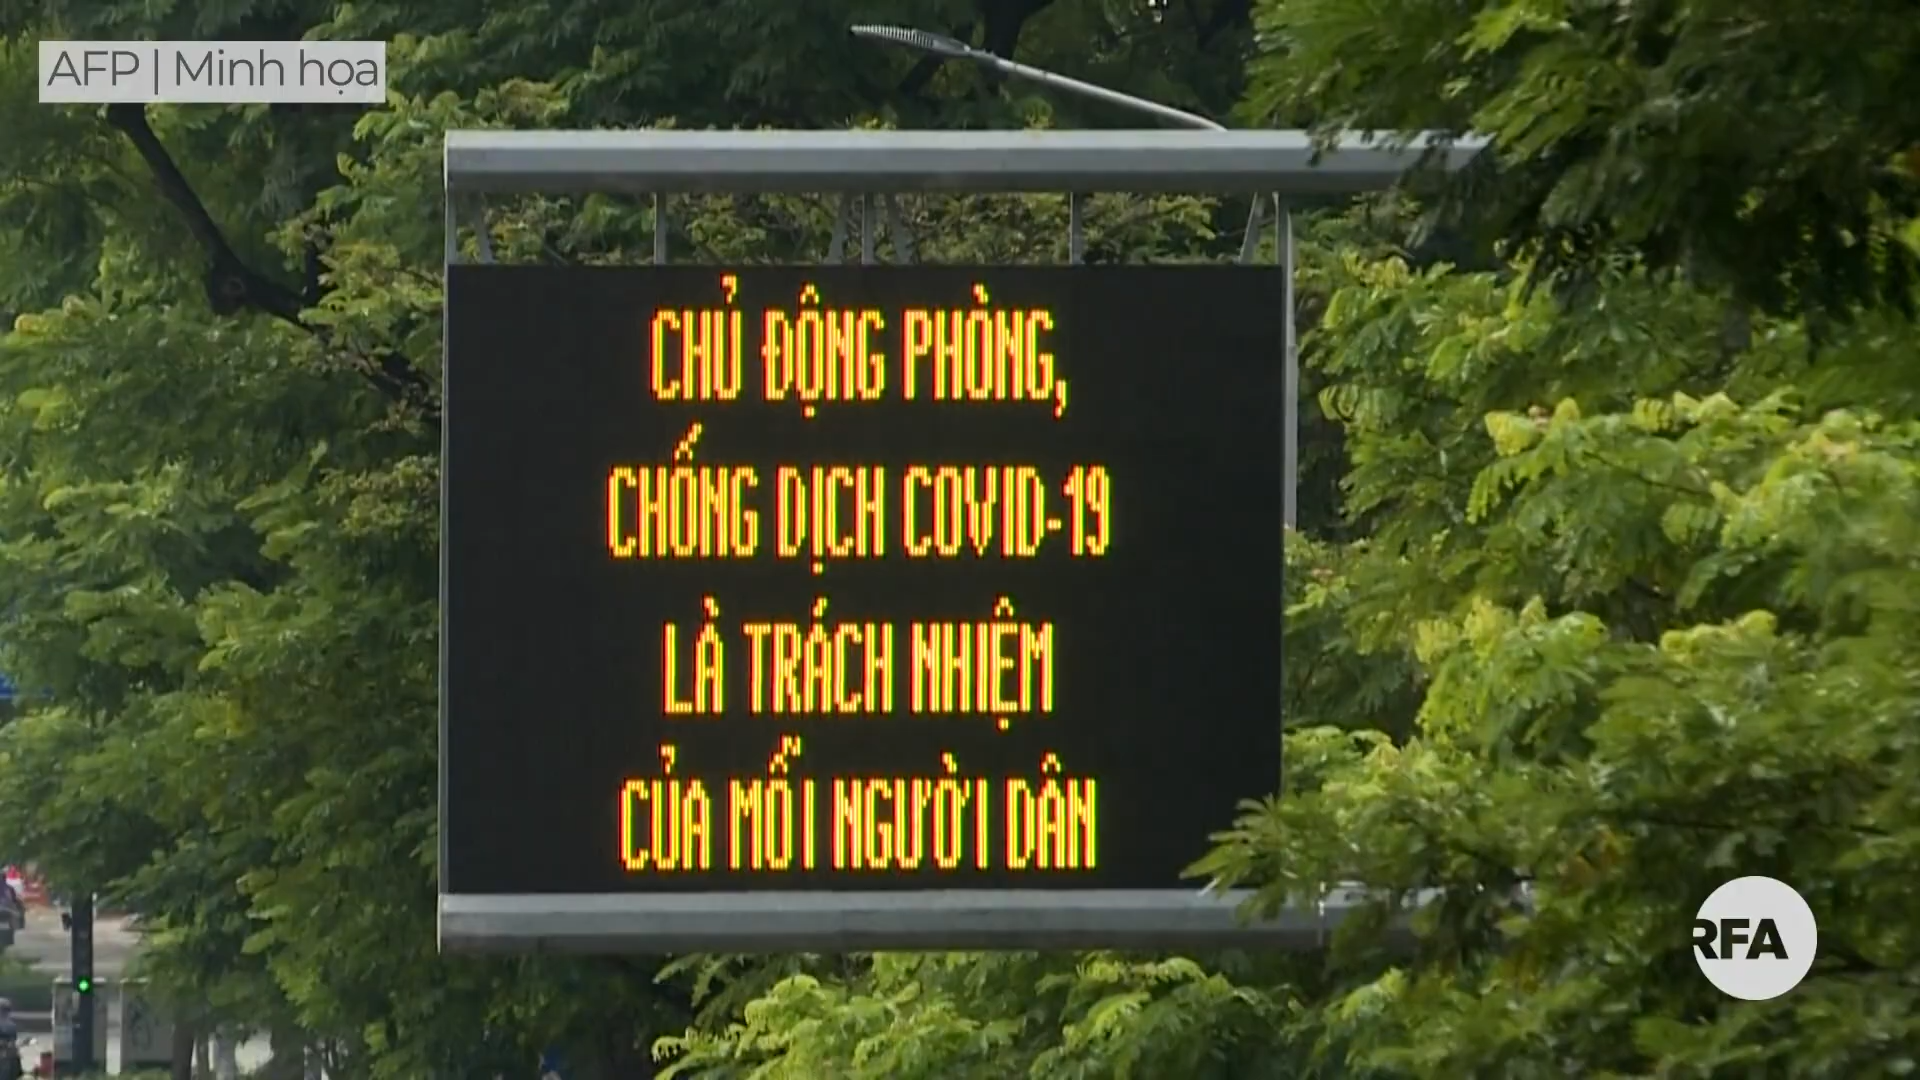 AFP | Minh họa
CHỦ ĐỘNG PHÒNG,
CHỐNG DỊCH COVID-19
LÀ TRÁCH NHIỆM
CỦA MỖI NGƯỜI DÂN
RFA